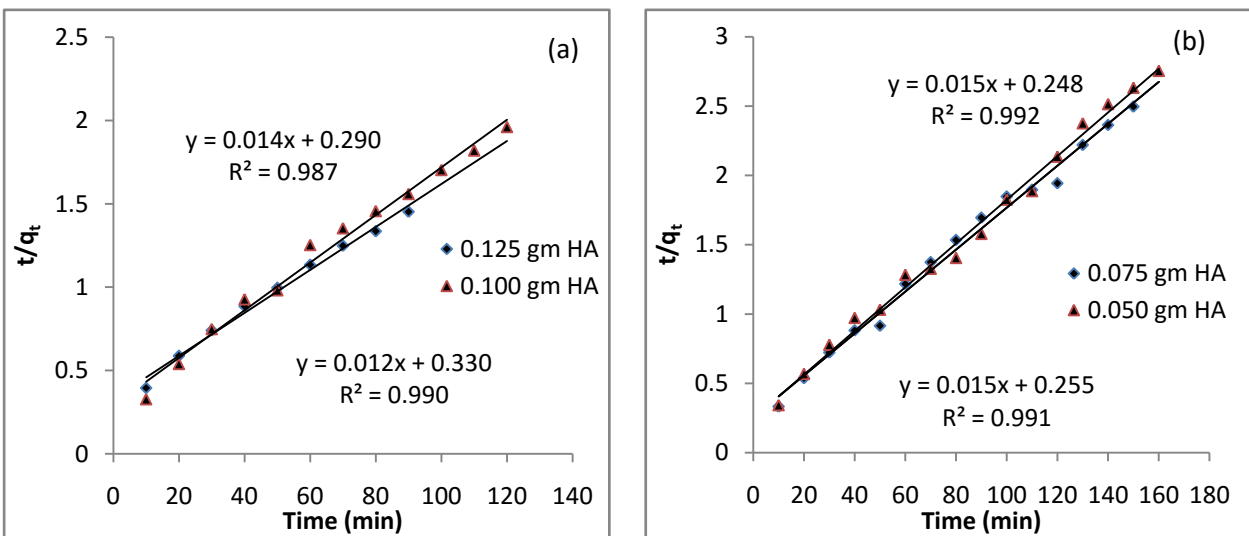 (a)
2.5
2
1.5
1
0.5
0
t/qₜ
y = 0.014x + 0.290
R² = 0.987
0.125 gm HA
0.100 gm HA
y = 0.012x + 0.330
R² = 0.990
0 20 40 60 80 100 120 140
Time (min)
(b)
3
2.5
2
1.5
1
0.5
0
t/qₜ
y = 0.015x + 0.248
R² = 0.992
0.075 gm HA
0.050 gm HA
y = 0.015x + 0.255
R² = 0.991
0 20 40 60 80 100 120 140 160 180
Time (min)